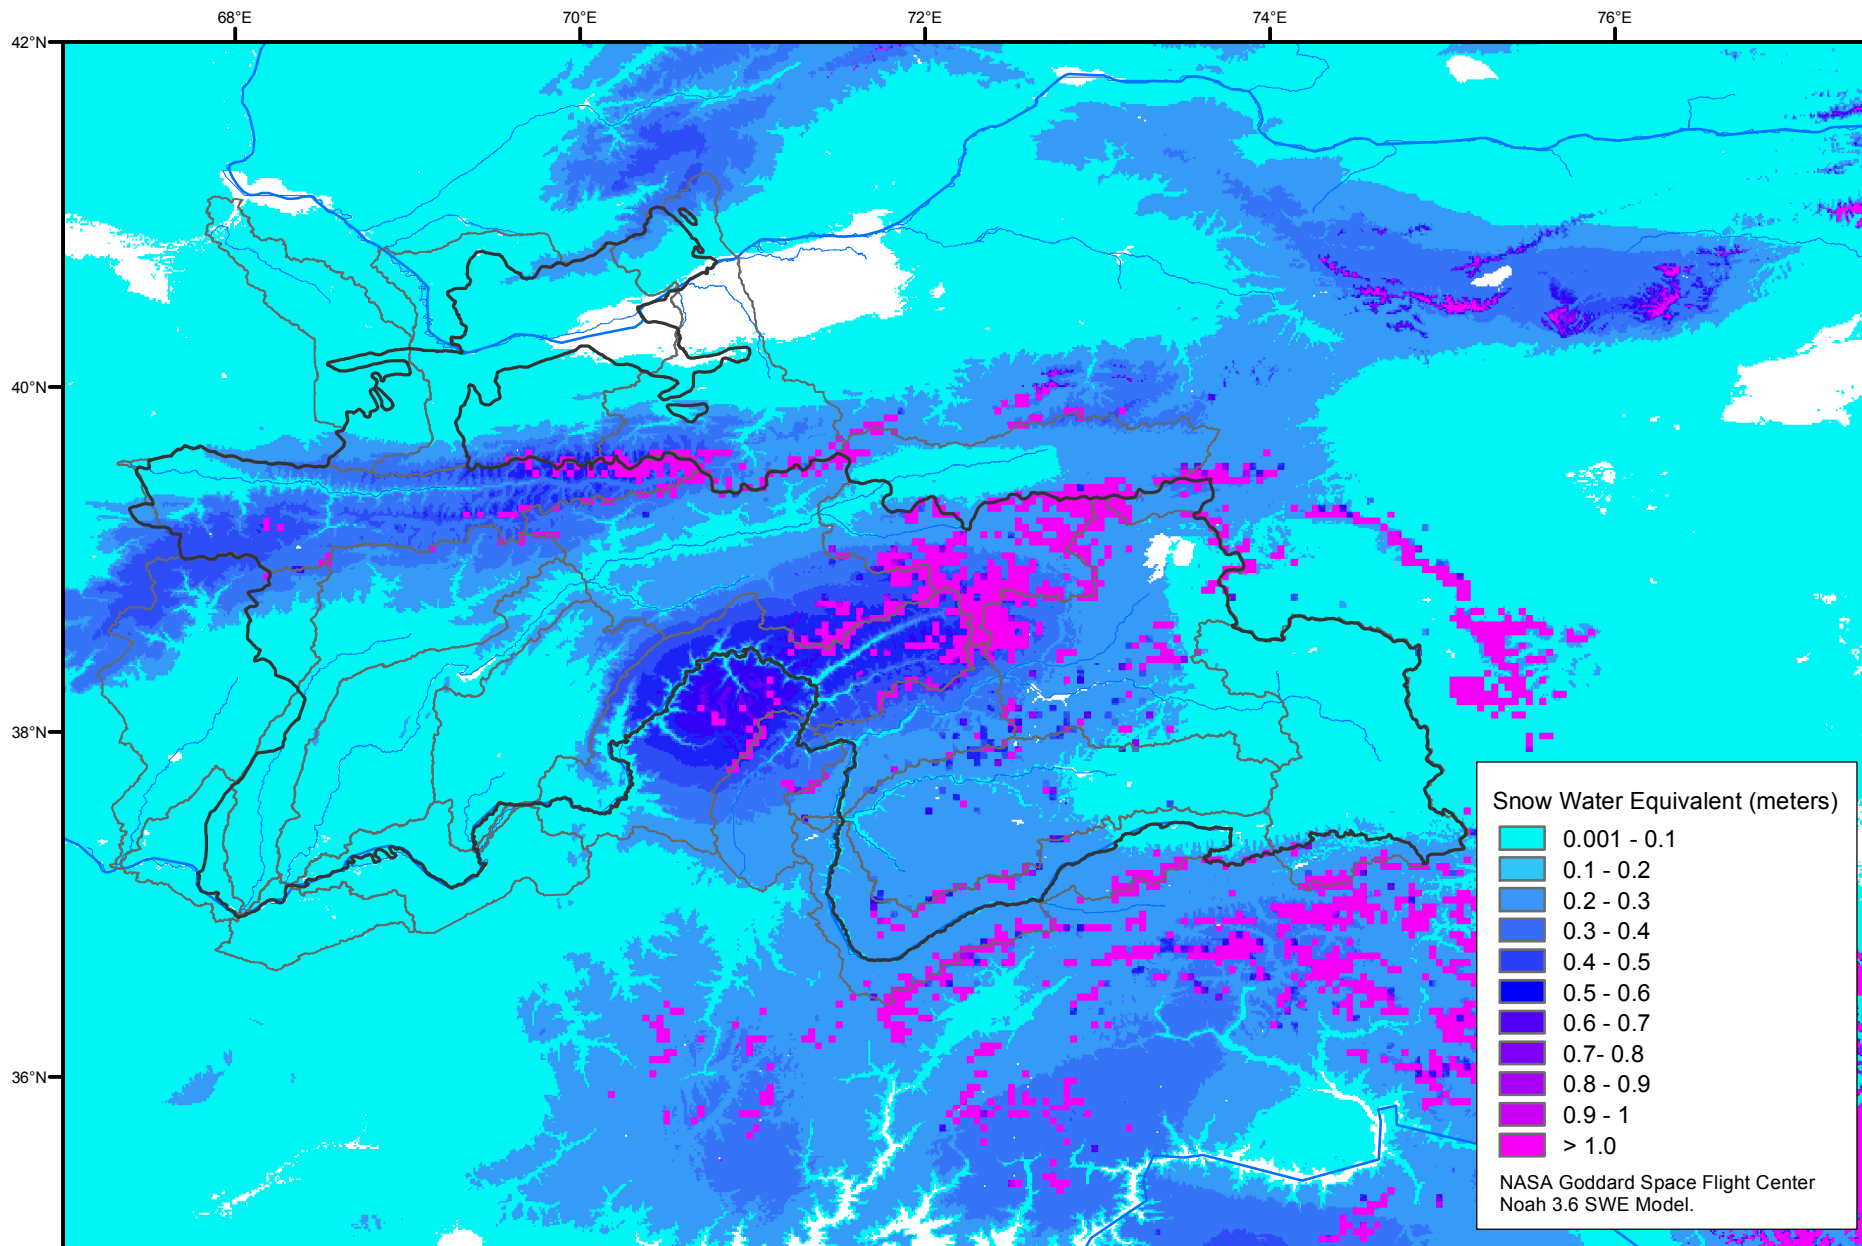 68°E 70°E 72°E 74°E 76°E
42°N
40°N
38°N
36°N
Snow Water Equivalent (meters)
0.001 - 0.1
0.1 - 0.2
0.2 - 0.3
0.3 - 0.4
0.4 - 0.5
0.5 - 0.6
0.6 - 0.7
0.7- 0.8
0.8 - 0.9
0.9 - 1
> 1.0
NASA Goddard Space Flight Center
Noah 3.6 SWE Model.